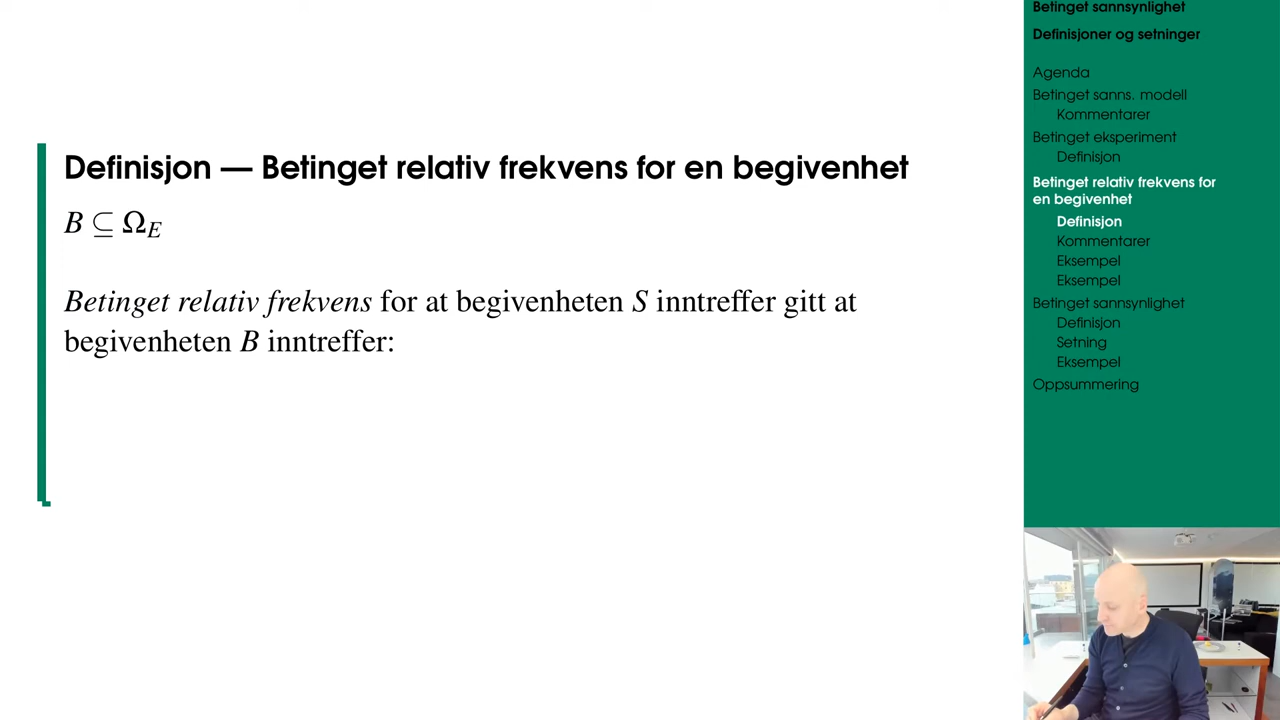 Definisjon — Betinget relativ frekvens for en begivenhet
B ⊆ Ω_E
Betinget relativ frekvens for at begivenheten S inntreffer gitt at
begivenheten B inntreffer:
Betinget sannsynlighet
Definisjoner og setninger
Agenda
Betinget sanns. modell
Kommentarer
Betinget eksperiment
Definisjon
Betinget relativ frekvens for
en begivenhet
Definisjon
Kommentarer
Eksempel
Eksempel
Betinget sannsynlighet
Definisjon
Setning
Eksempel
Oppsummering